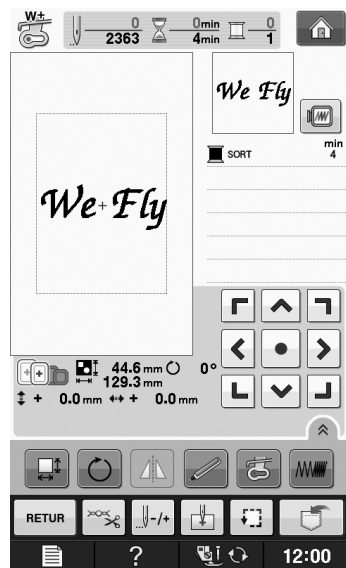 W±
0
2363
0min
4min
0
1
We Fly
min
SORT 4
We Fly
44.6 mm 0°
129.3 mm
+ 0.0 mm + 0.0 mm
-/+
RETUR
?
12:00